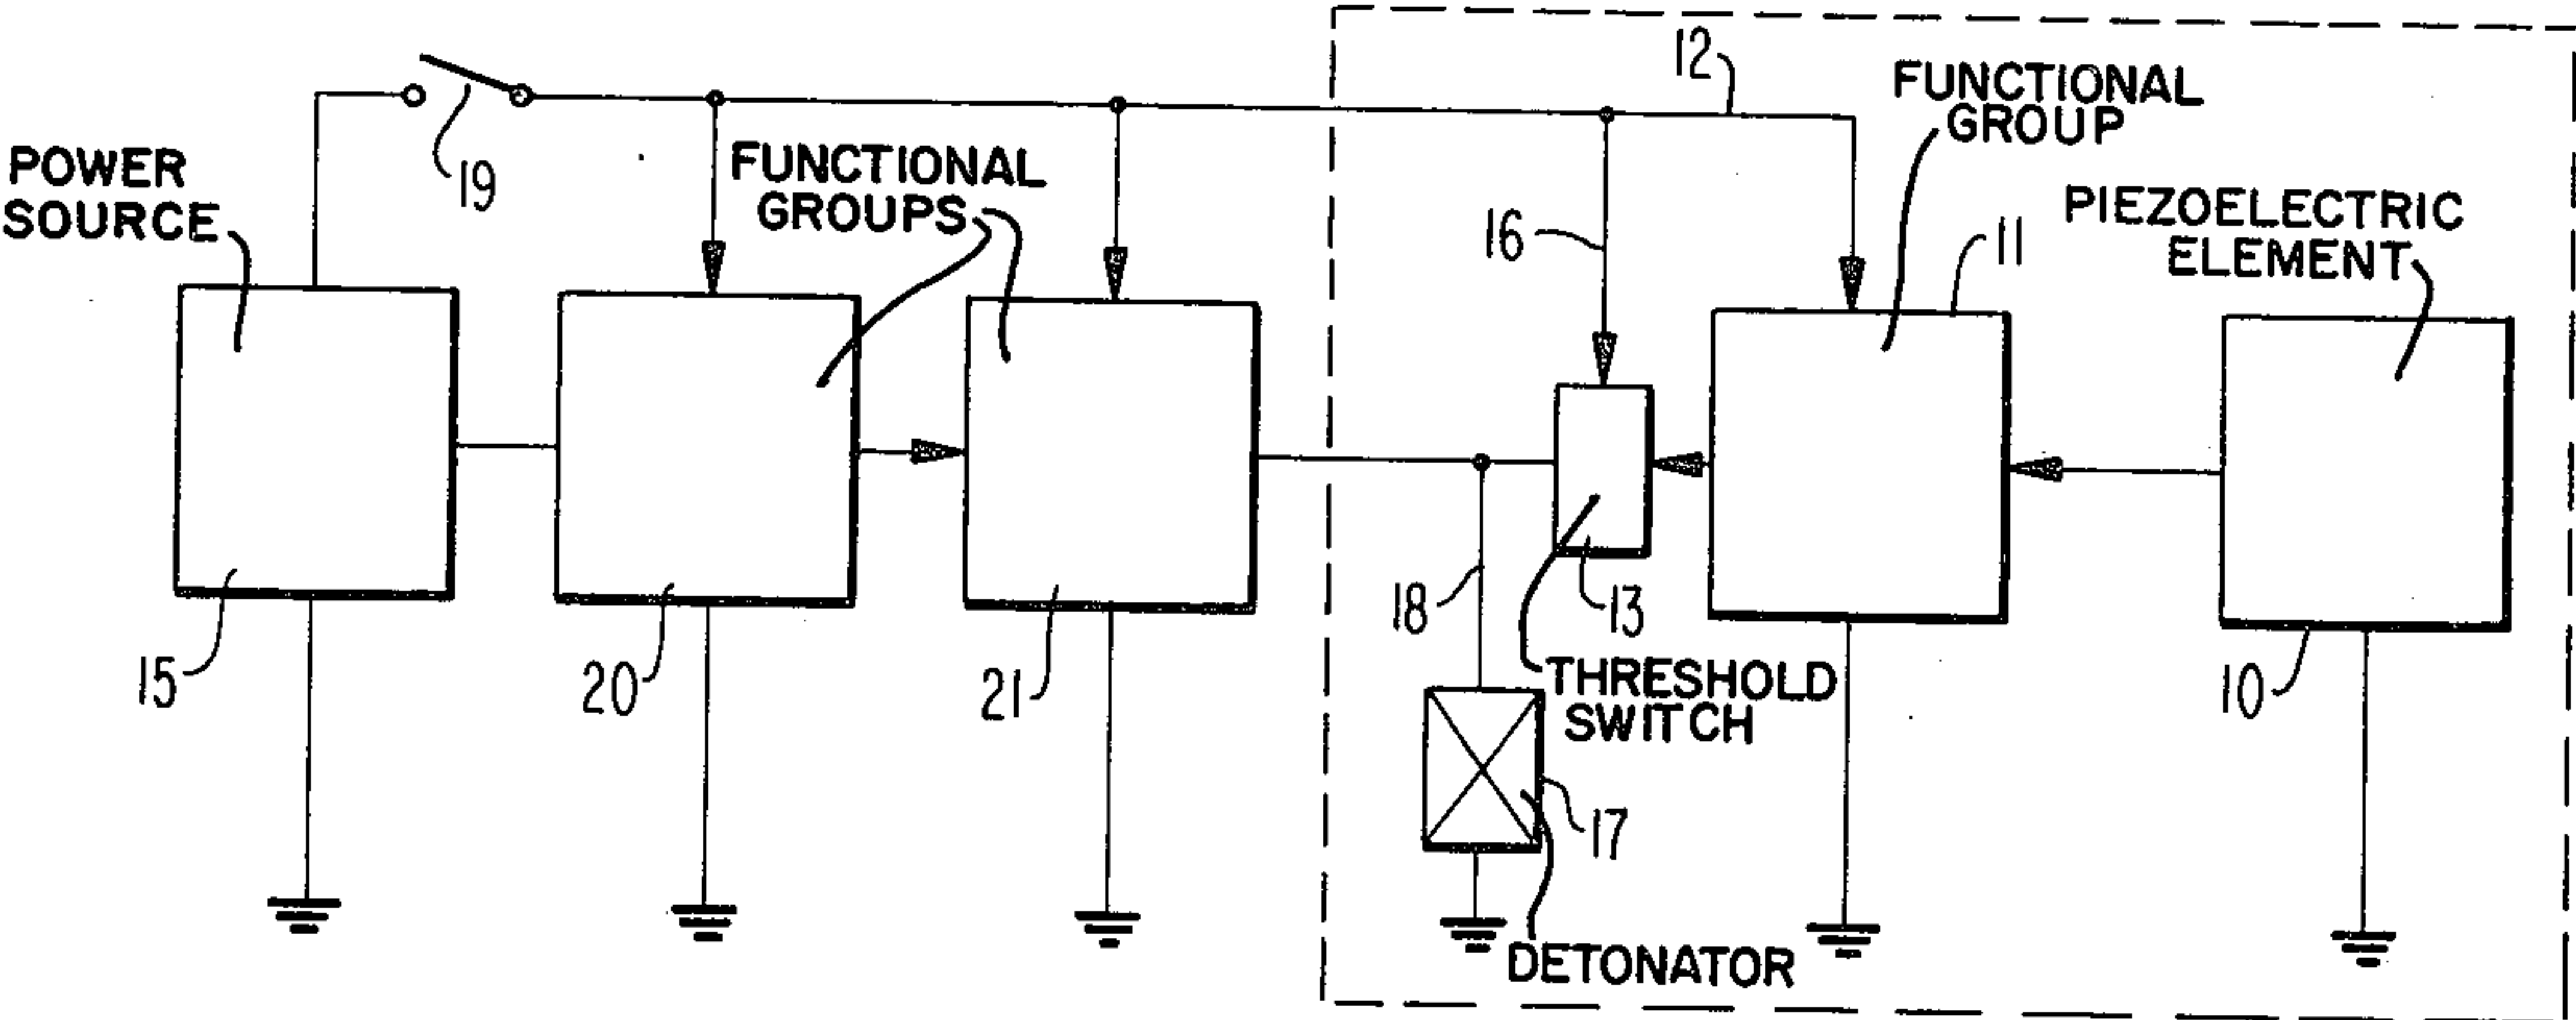 12
FUNCTIONAL
GROUP
POWER
SOURCE
19
FUNCTIONAL
GROUPS
16
11
PIEZOELECTRIC
ELEMENT
18
13
15
20
21
THRESHOLD
SWITCH
10
17
DETONATOR